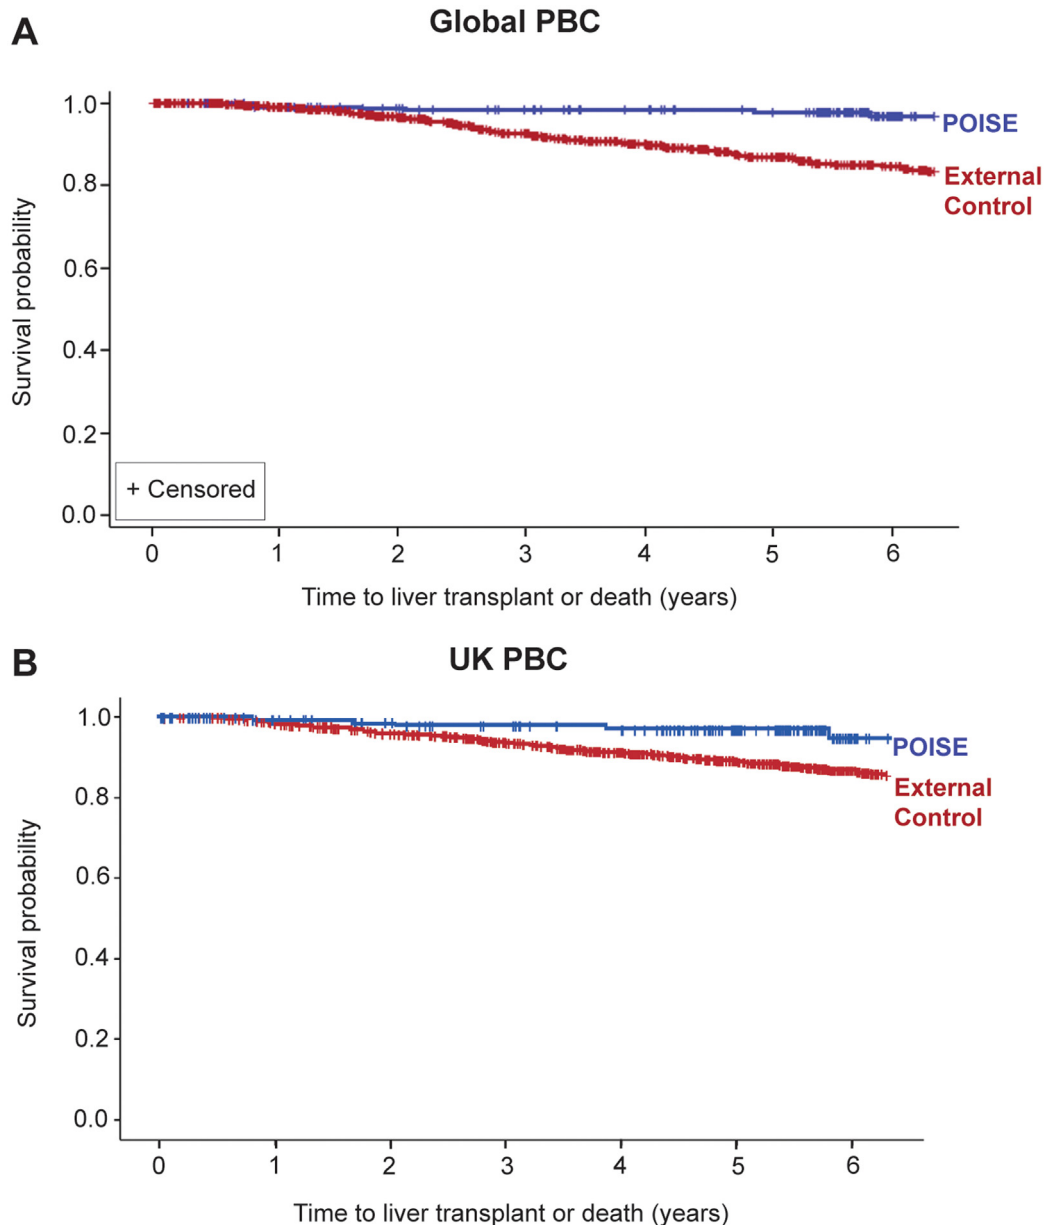 A
Global PBC
1.0
0.8
0.6
0.4
0.2
0.0
Survival probability
POISE
External
Control
+ Censored
0 1 2 3 4 5 6
Time to liver transplant or death (years)
B
UK PBC
1.0
0.8
0.6
0.4
0.2
0.0
Survival probability
POISE
External
Control
0 1 2 3 4 5 6
Time to liver transplant or death (years)